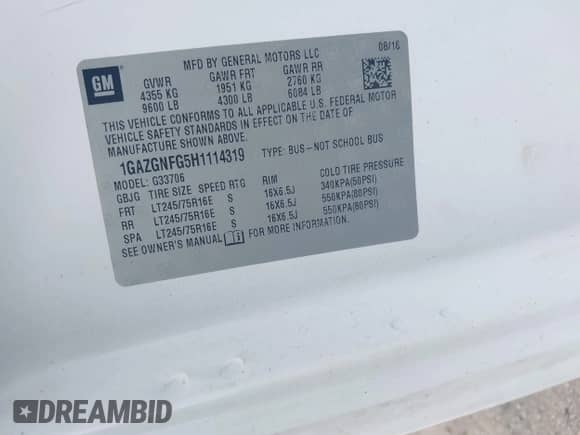 GM
MFD BY GENERAL MOTORS LLC 08/16
GVWR GAWR FRT GAWR RR
4355 KG 1951 KG 2760 KG
9600 LB 4300 LB 6084 LB
THIS VEHICLE CONFORMS TO ALL APPLICABLE U.S. FEDERAL MOTOR
VEHICLE SAFETY STANDARDS IN EFFECT ON THE DATE OF
MANUFACTURE SHOWN ABOVE.
1GAZGNFG5H1114319 TYPE: BUS–NOT SCHOOL BUS
MODEL: G33706
GBJG TIRE SIZE SPEED RTG RIM COLD TIRE PRESSURE
FRT LT245/75R16E S 16X6.5J 340KPA(50PSI)
RR LT245/75R16E S 16X6.5J 550KPA(80PSI)
SPA LT245/75R16E S 16X6.5J 550KPA(80PSI)
SEE OWNER'S MANUAL FOR MORE INFORMATION.
DREAMBID